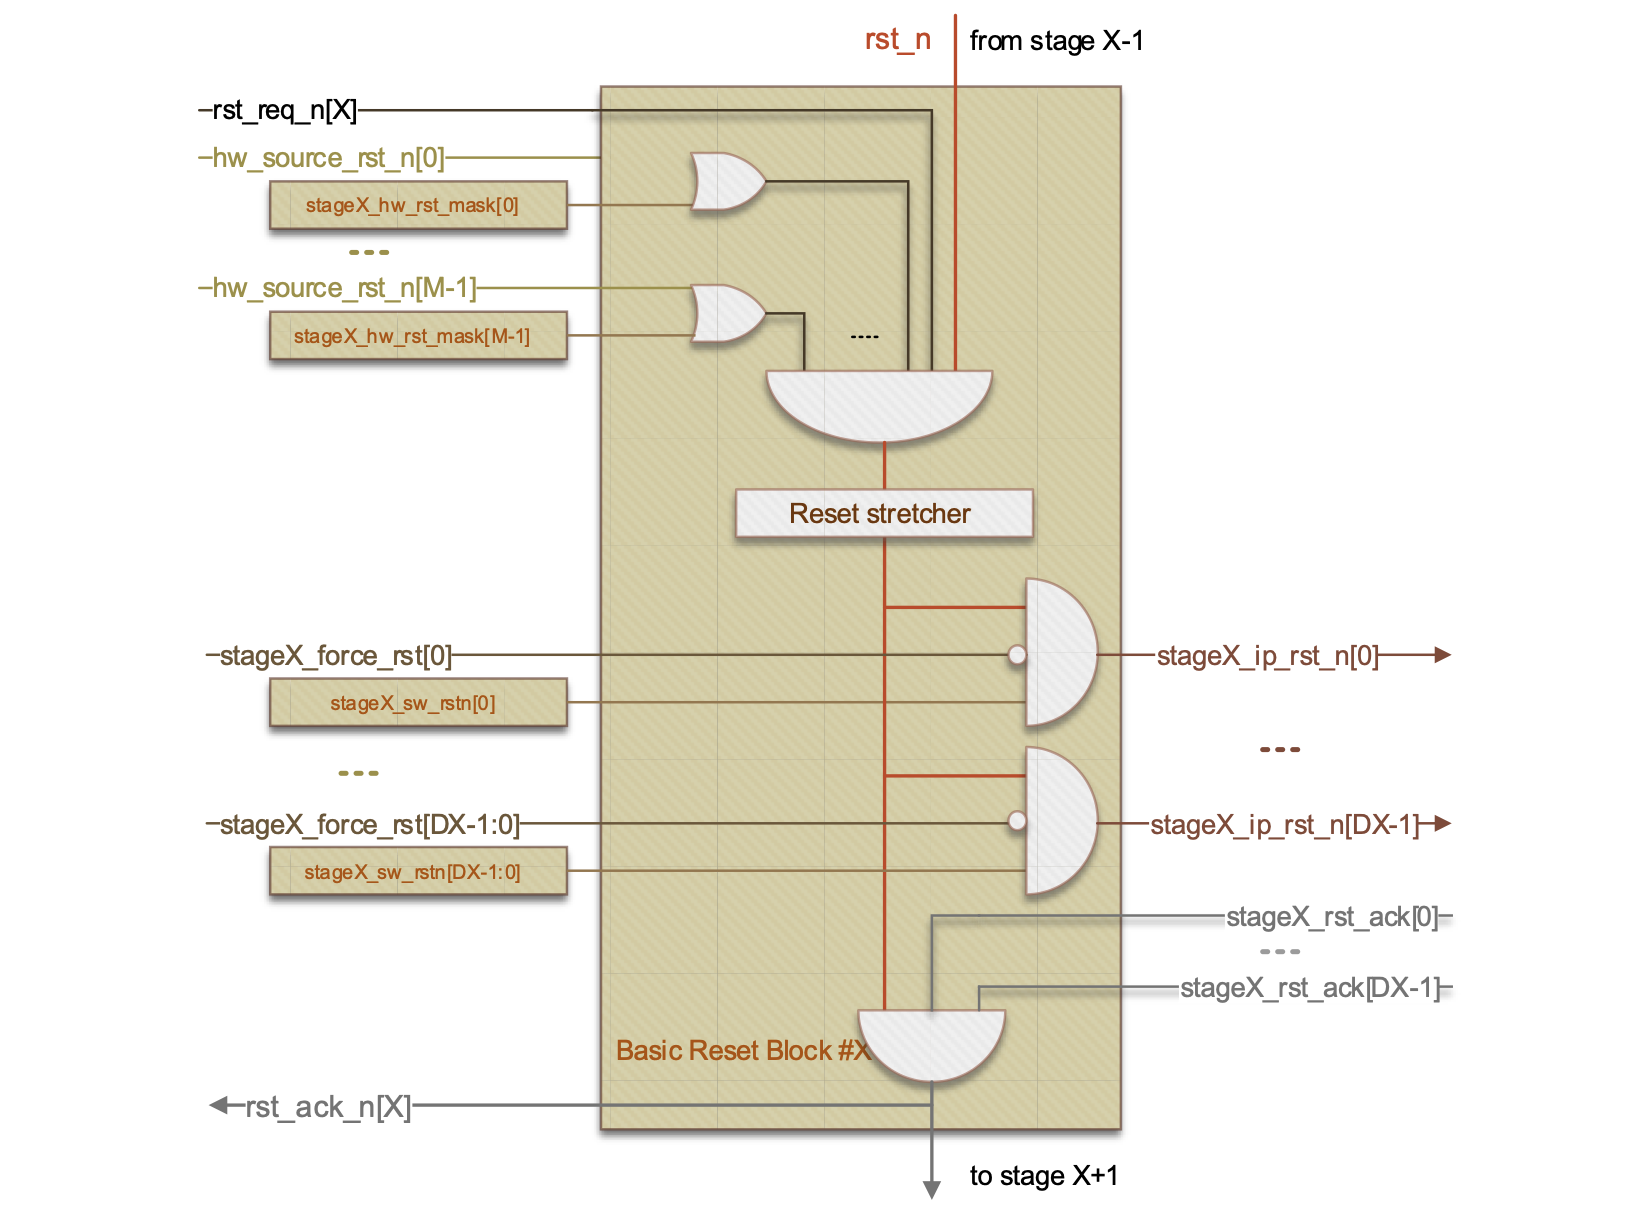 rst_n from stage X-1
rst_req_n[X]
hw_source_rst_n[0]
stageX_hw_rst_mask[0]
hw_source_rst_n[M-1]
stageX_hw_rst_mask[M-1]
Reset stretcher
stageX_force_rst[0]
stageX_ip_rst_n[0]
stageX_sw_rstn[0]
stageX_force_rst[DX-1:0]
stageX_ip_rst_n[DX-1]
stageX_sw_rstn[DX-1:0]
stageX_rst_ack[0]
stageX_rst_ack[DX-1]
Basic Reset Block #X
rst_ack_n[X]
to stage X+1